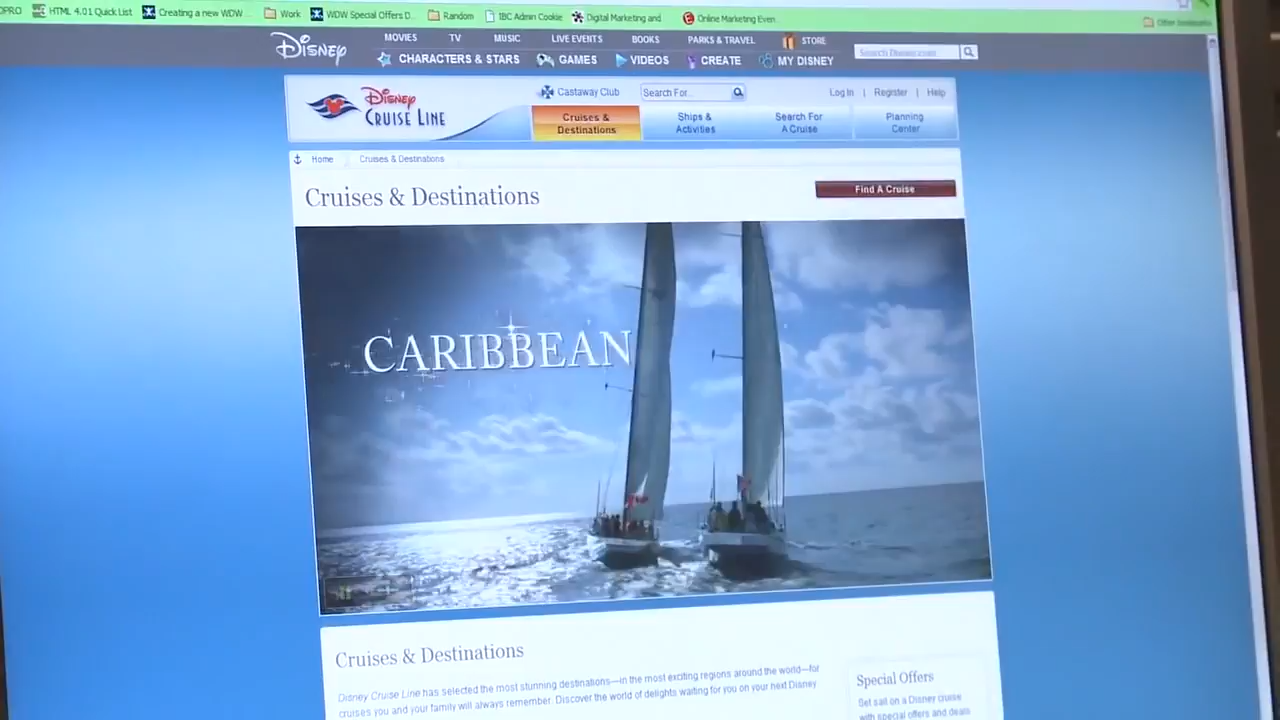 OPRO HTML 4.01 Quick List Creating a new WDW... Work WDW Special Offers D... Random IBC Admin Cookie Digital Marketing and Online Marketing Even...
Other bookmarks
Disney MOVIES TV MUSIC LIVE EVENTS BOOKS PARKS & TRAVEL STORE
CHARACTERS & STARS GAMES VIDEOS CREATE MY DISNEY
Search Disney.com
Disney Cruise Line
Castaway Club Search For... Log In | Register | Help
Cruises & Destinations
Ships & Activities
Search For A Cruise
Planning Center
Home Cruises & Destinations
Cruises & Destinations
Find A Cruise
CARIBBEAN
Cruises & Destinations
Disney Cruise Line has selected the most stunning destinations—in the most exciting regions around the world—for
cruises you and your family will always remember. Discover the world of delights waiting for you on your next Disney
Special Offers
Set sail on a Disney cruise
with special offers and deals